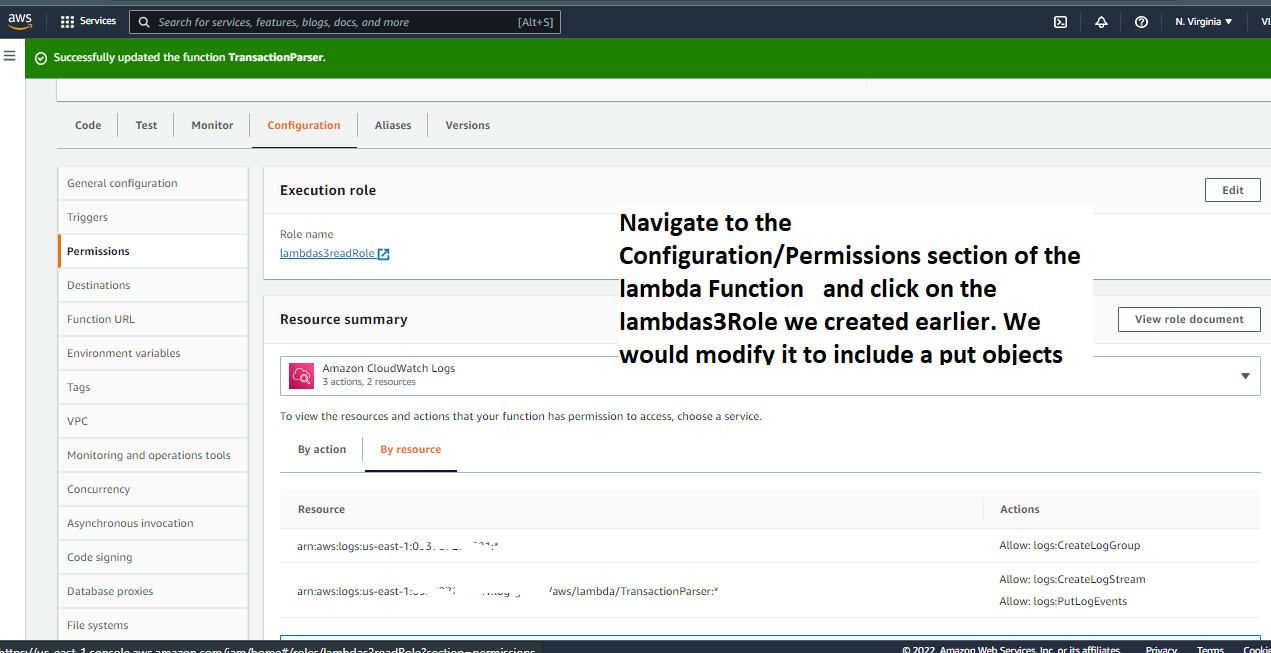 aws
Services
Search for services, features, blogs, docs, and more
[Alt+S]
N. Virginia
VI
Successfully updated the function TransactionParser.
Code
Test
Monitor
Configuration
Aliases
Versions
General configuration
Triggers
Permissions
Destinations
Function URL
Environment variables
Tags
VPC
Monitoring and operations tools
Concurrency
Asynchronous invocation
Code signing
Database proxies
File systems
Execution role
Edit
Role name
lambdas3readRole
Navigate to the
Configuration/Permissions section of the
lambda Function and click on the
lambdas3Role we created earlier. We
would modify it to include a put objects
Resource summary
View role document
Amazon CloudWatch Logs
3 actions, 2 resources
To view the resources and actions that your function has permission to access, choose a service.
By action
By resource
Resource
Actions
arn:aws:logs:us-east-1:
Allow: logs:CreateLogGroup
arn:aws:logs:us-east-1: /aws/lambda/TransactionParser:*
Allow: logs:CreateLogStream
Allow: logs:PutLogEvents
https://us-east-1.console.aws.amazon.com/iam/home#/roles/lambdas3readRole?section=permissions
© 2022, Amazon Web Services, Inc. or its affiliates.
Privacy
Terms
Cookie